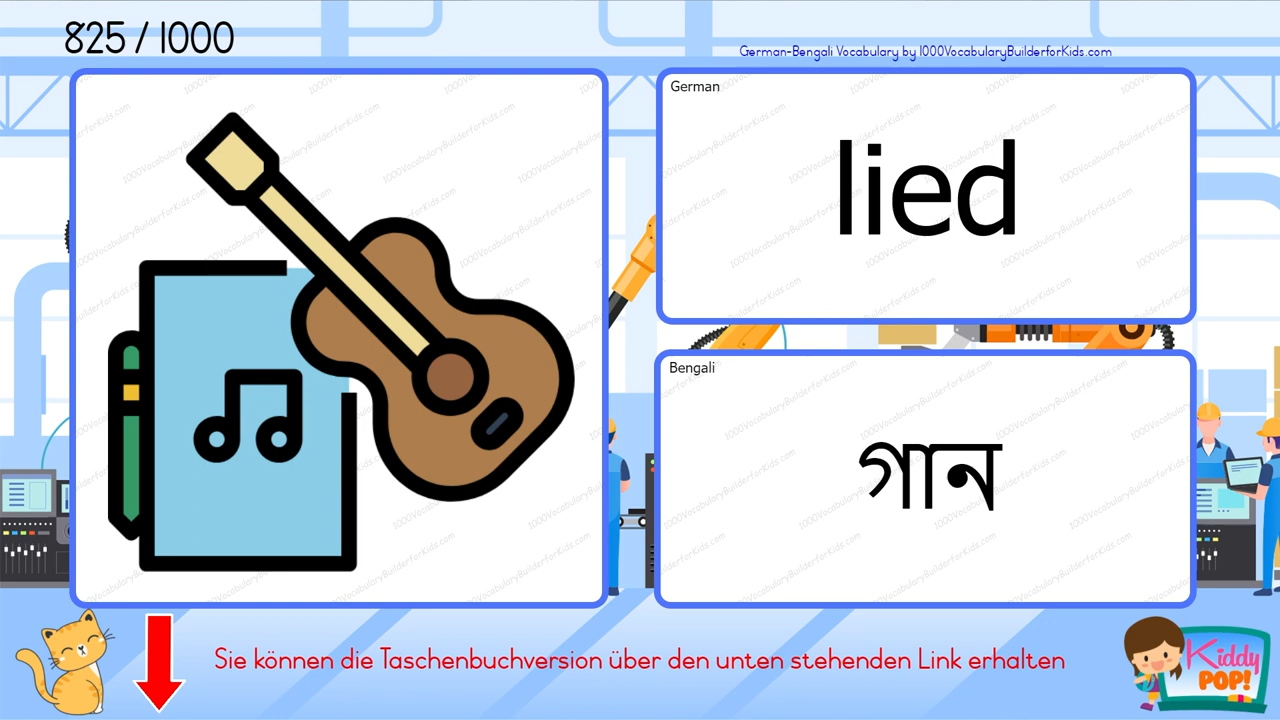 825 / 1000
German-Bengali Vocabulary by 1000VocabularyBuilderforKids.com
German
lied
Bengali
গান
Sie können die Taschenbuchversion über den unten stehenden Link erhalten
Kiddy
POP!